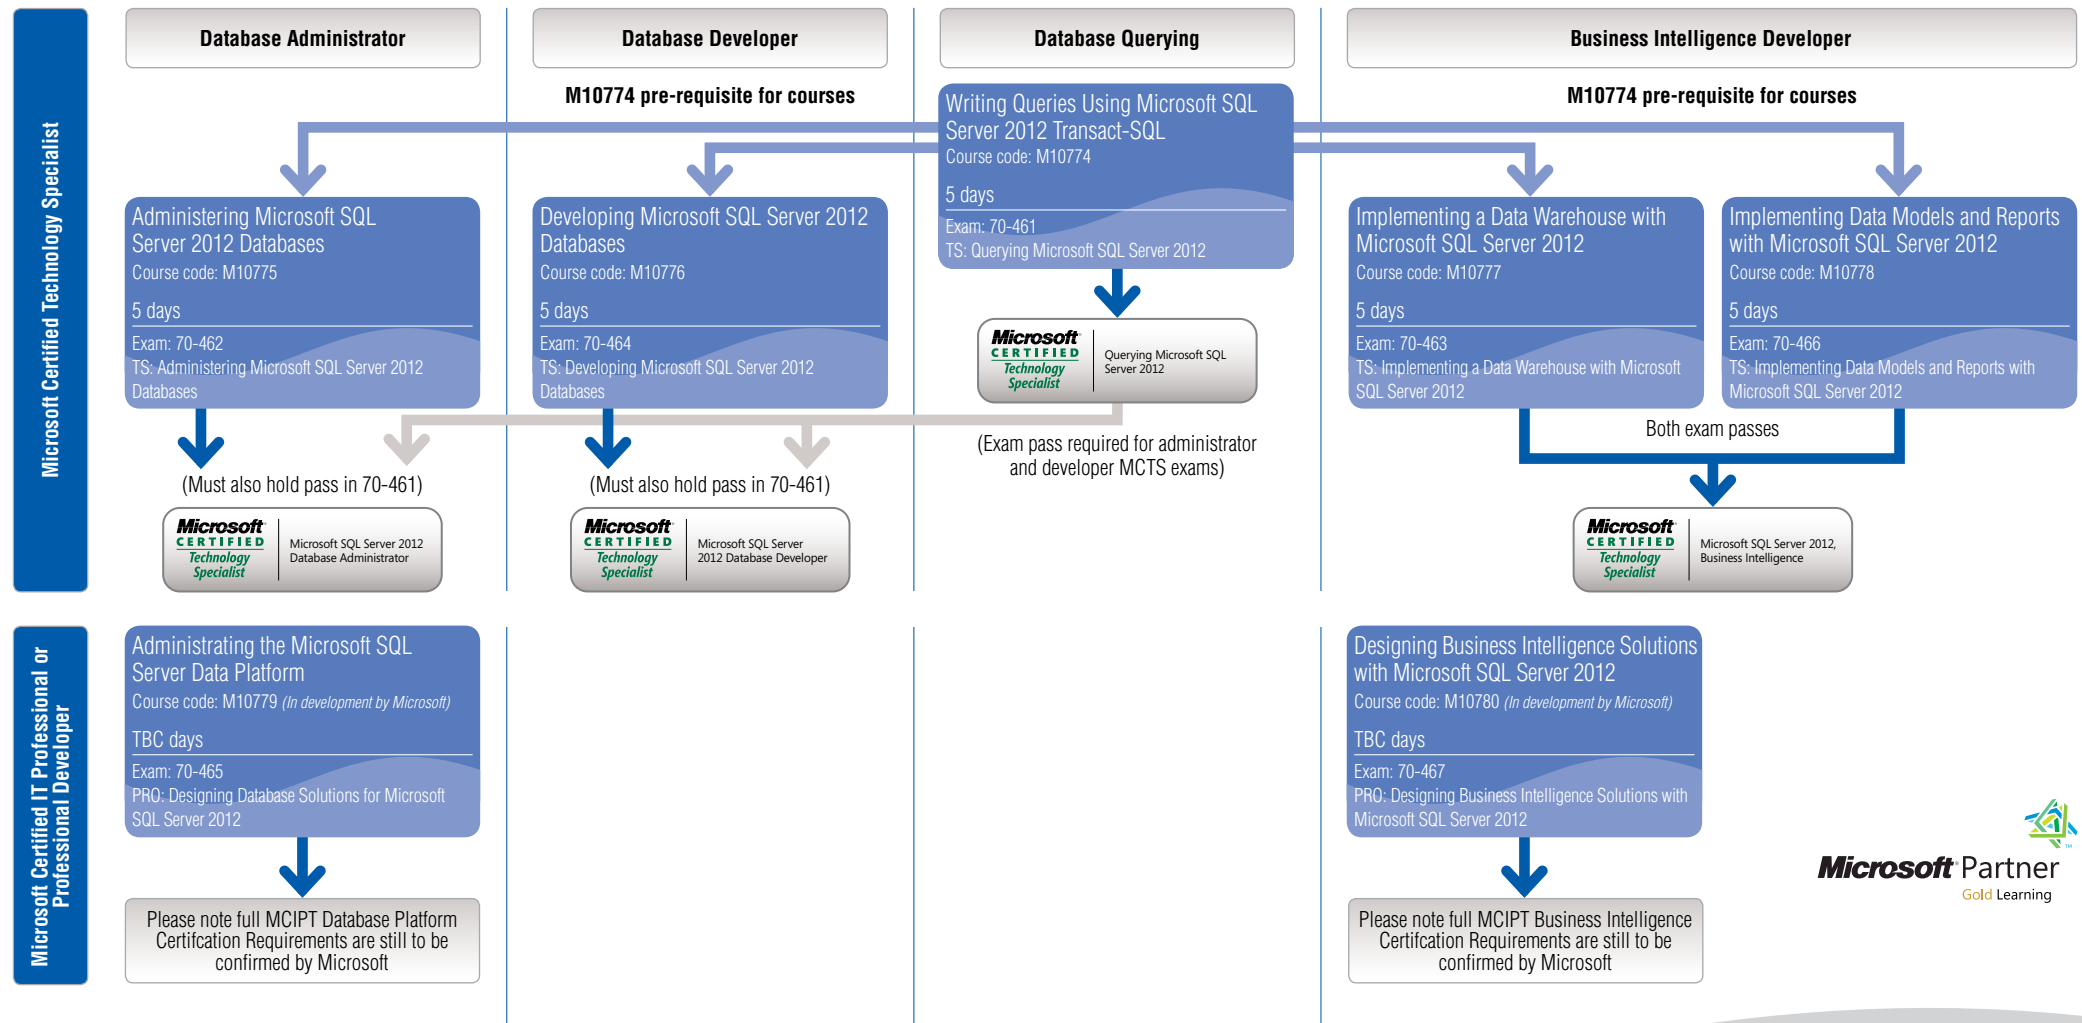 Microsoft Certified Technology Specialist
Database Administrator
Database Developer
Database Querying
Business Intelligence Developer
M10774 pre-requisite for courses
M10774 pre-requisite for courses
Writing Queries Using Microsoft SQL
Server 2012 Transact-SQL
Course code: M10774
5 days
Exam: 70-461
TS: Querying Microsoft SQL Server 2012
Administering Microsoft SQL
Server 2012 Databases
Course code: M10775
5 days
Exam: 70-462
TS: Administering Microsoft SQL Server 2012
Databases
Developing Microsoft SQL Server 2012
Databases
Course code: M10776
5 days
Exam: 70-464
TS: Developing Microsoft SQL Server 2012
Databases
Implementing a Data Warehouse with
Microsoft SQL Server 2012
Course code: M10777
5 days
Exam: 70-463
TS: Implementing a Data Warehouse with Microsoft
SQL Server 2012
Implementing Data Models and Reports
with Microsoft SQL Server 2012
Course code: M10778
5 days
Exam: 70-466
TS: Implementing Data Models and Reports with
Microsoft SQL Server 2012
Microsoft
CERTIFIED
Technology
Specialist
Querying Microsoft SQL
Server 2012
(Exam pass required for administrator
and developer MCTS exams)
Both exam passes
(Must also hold pass in 70-461)
(Must also hold pass in 70-461)
Microsoft
CERTIFIED
Technology
Specialist
Microsoft SQL Server 2012
Database Administrator
Microsoft
CERTIFIED
Technology
Specialist
Microsoft SQL Server
2012 Database Developer
Microsoft
CERTIFIED
Technology
Specialist
Microsoft SQL Server 2012,
Business Intelligence
Microsoft Certified IT Professional or
Professional Developer
Administrating the Microsoft SQL
Server Data Platform
Course code: M10779 (In development by Microsoft)
TBC days
Exam: 70-465
PRO: Designing Database Solutions for Microsoft
SQL Server 2012
Please note full MCIPT Database Platform
Certifcation Requirements are still to be
confirmed by Microsoft
Designing Business Intelligence Solutions
with Microsoft SQL Server 2012
Course code: M10780 (In development by Microsoft)
TBC days
Exam: 70-467
PRO: Designing Business Intelligence Solutions with
Microsoft SQL Server 2012
Please note full MCIPT Business Intelligence
Certifcation Requirements are still to be
confirmed by Microsoft
TM
Microsoft Partner
Gold Learning